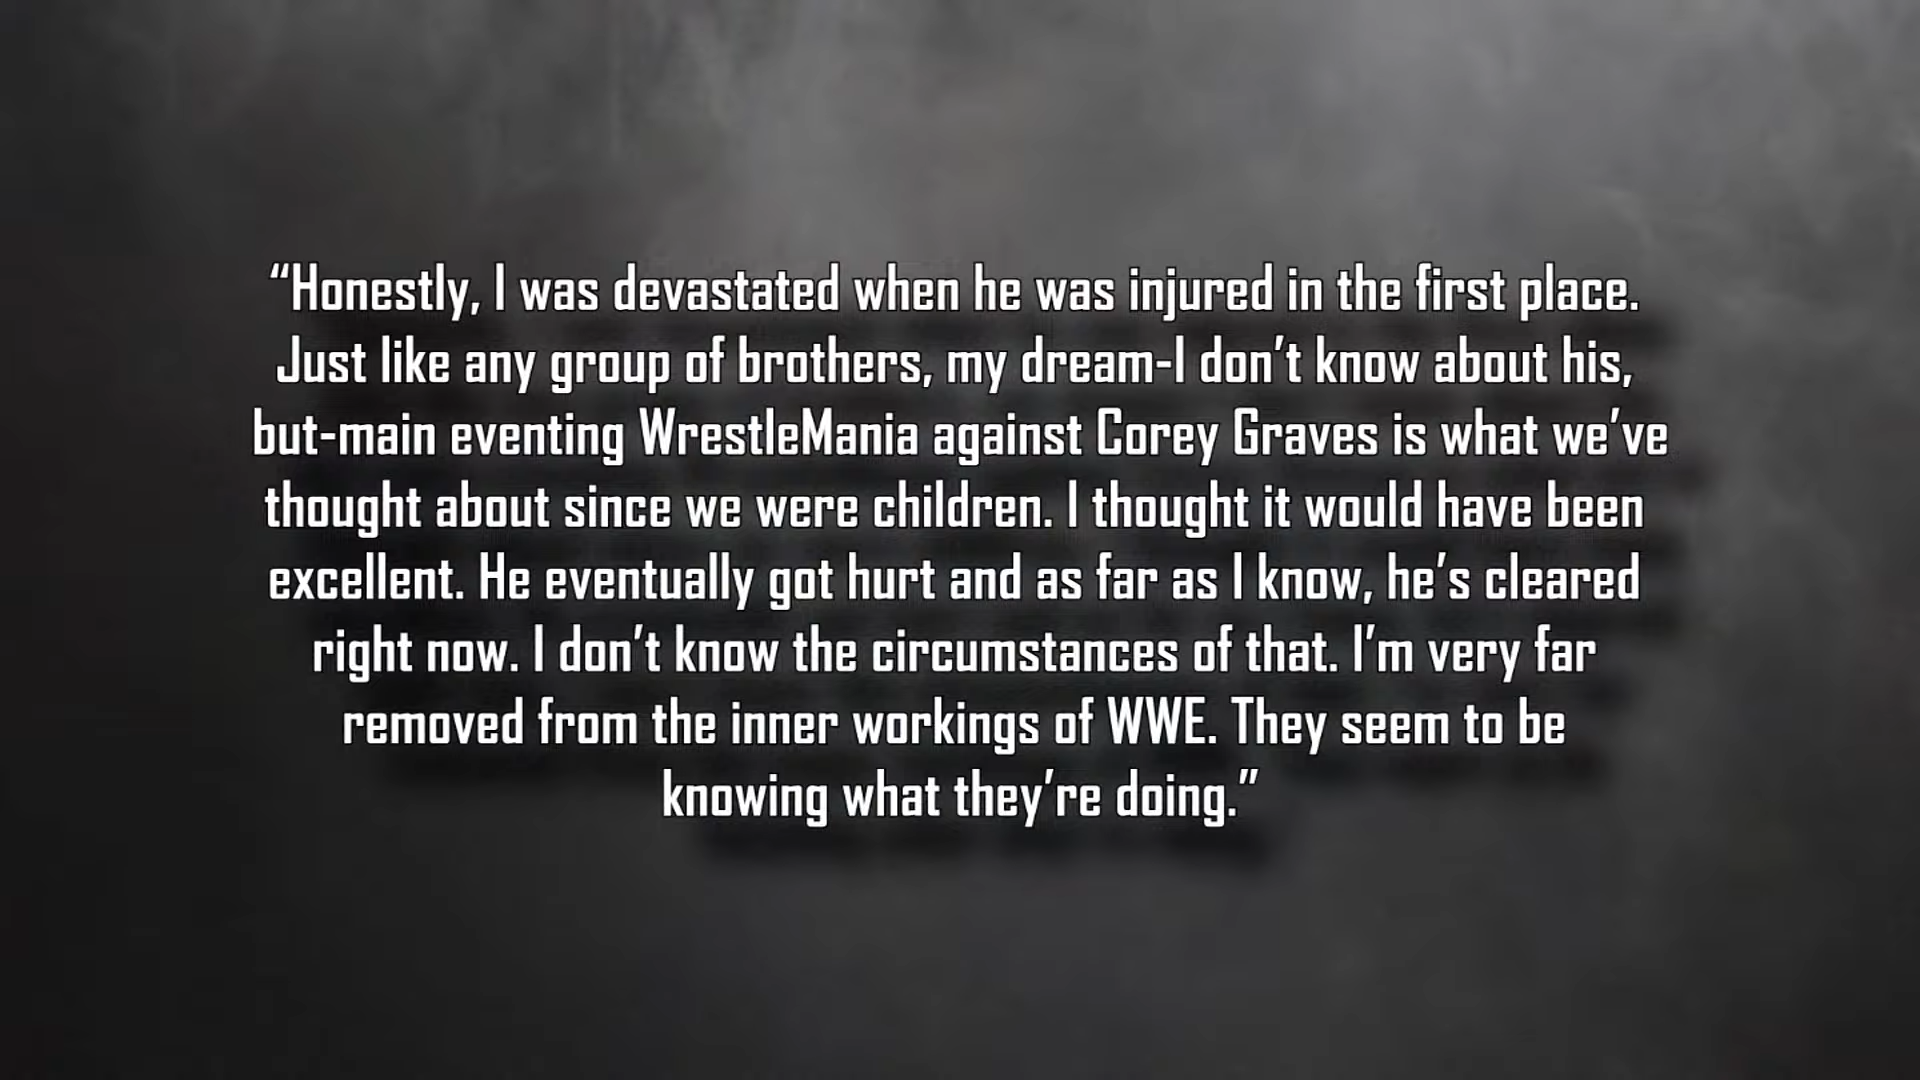 “Honestly, I was devastated when he was injured in the first place.
Just like any group of brothers, my dream-I don’t know about his,
but-main eventing WrestleMania against Corey Graves is what we’ve
thought about since we were children. I thought it would have been
excellent. He eventually got hurt and as far as I know, he’s cleared
right now. I don’t know the circumstances of that. I’m very far
removed from the inner workings of WWE. They seem to be
knowing what they’re doing.”